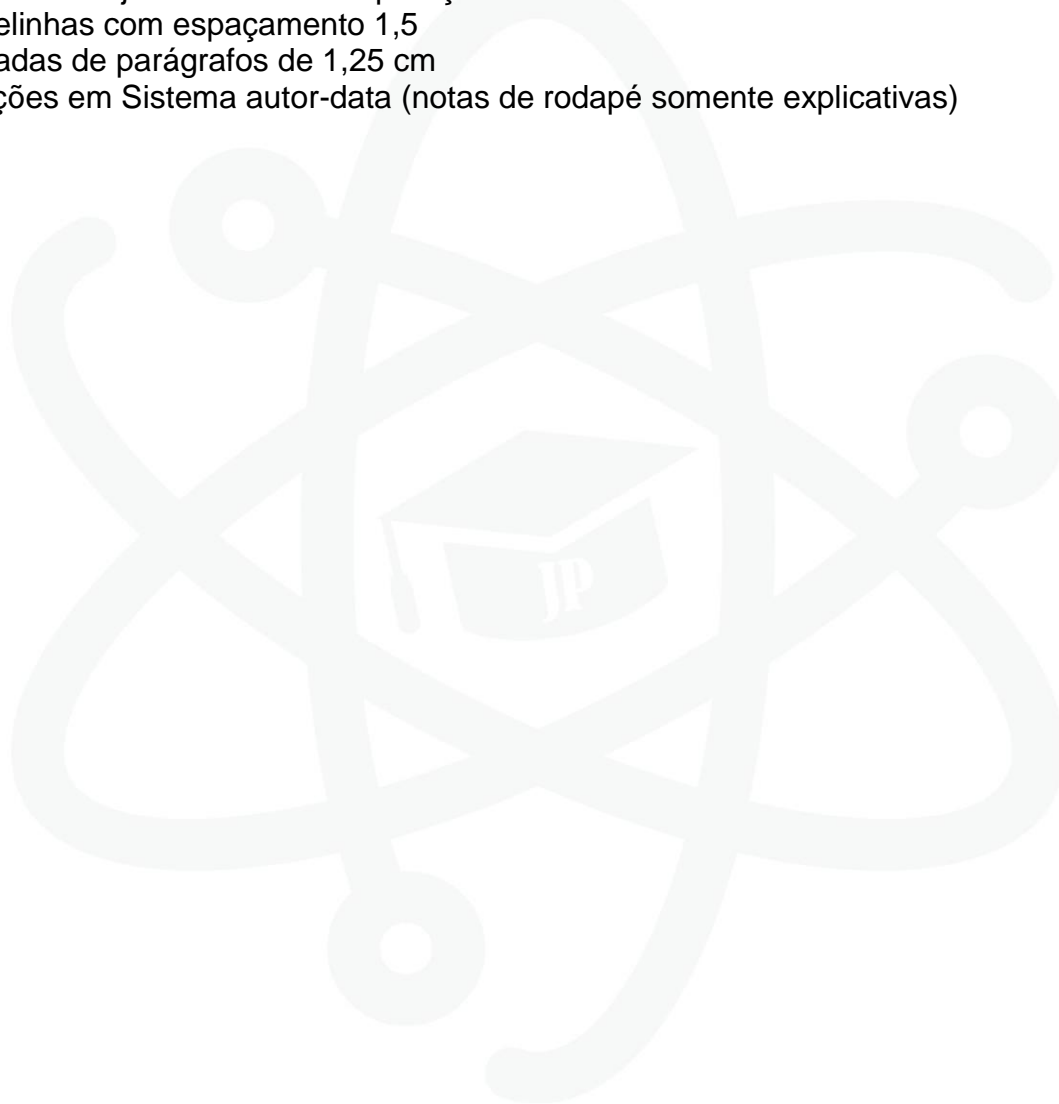 elinhas com espaçamento 1,5
adas de parágrafos de 1,25 cm
ções em Sistema autor-data (notas de rodapé somente explicativas)
JP